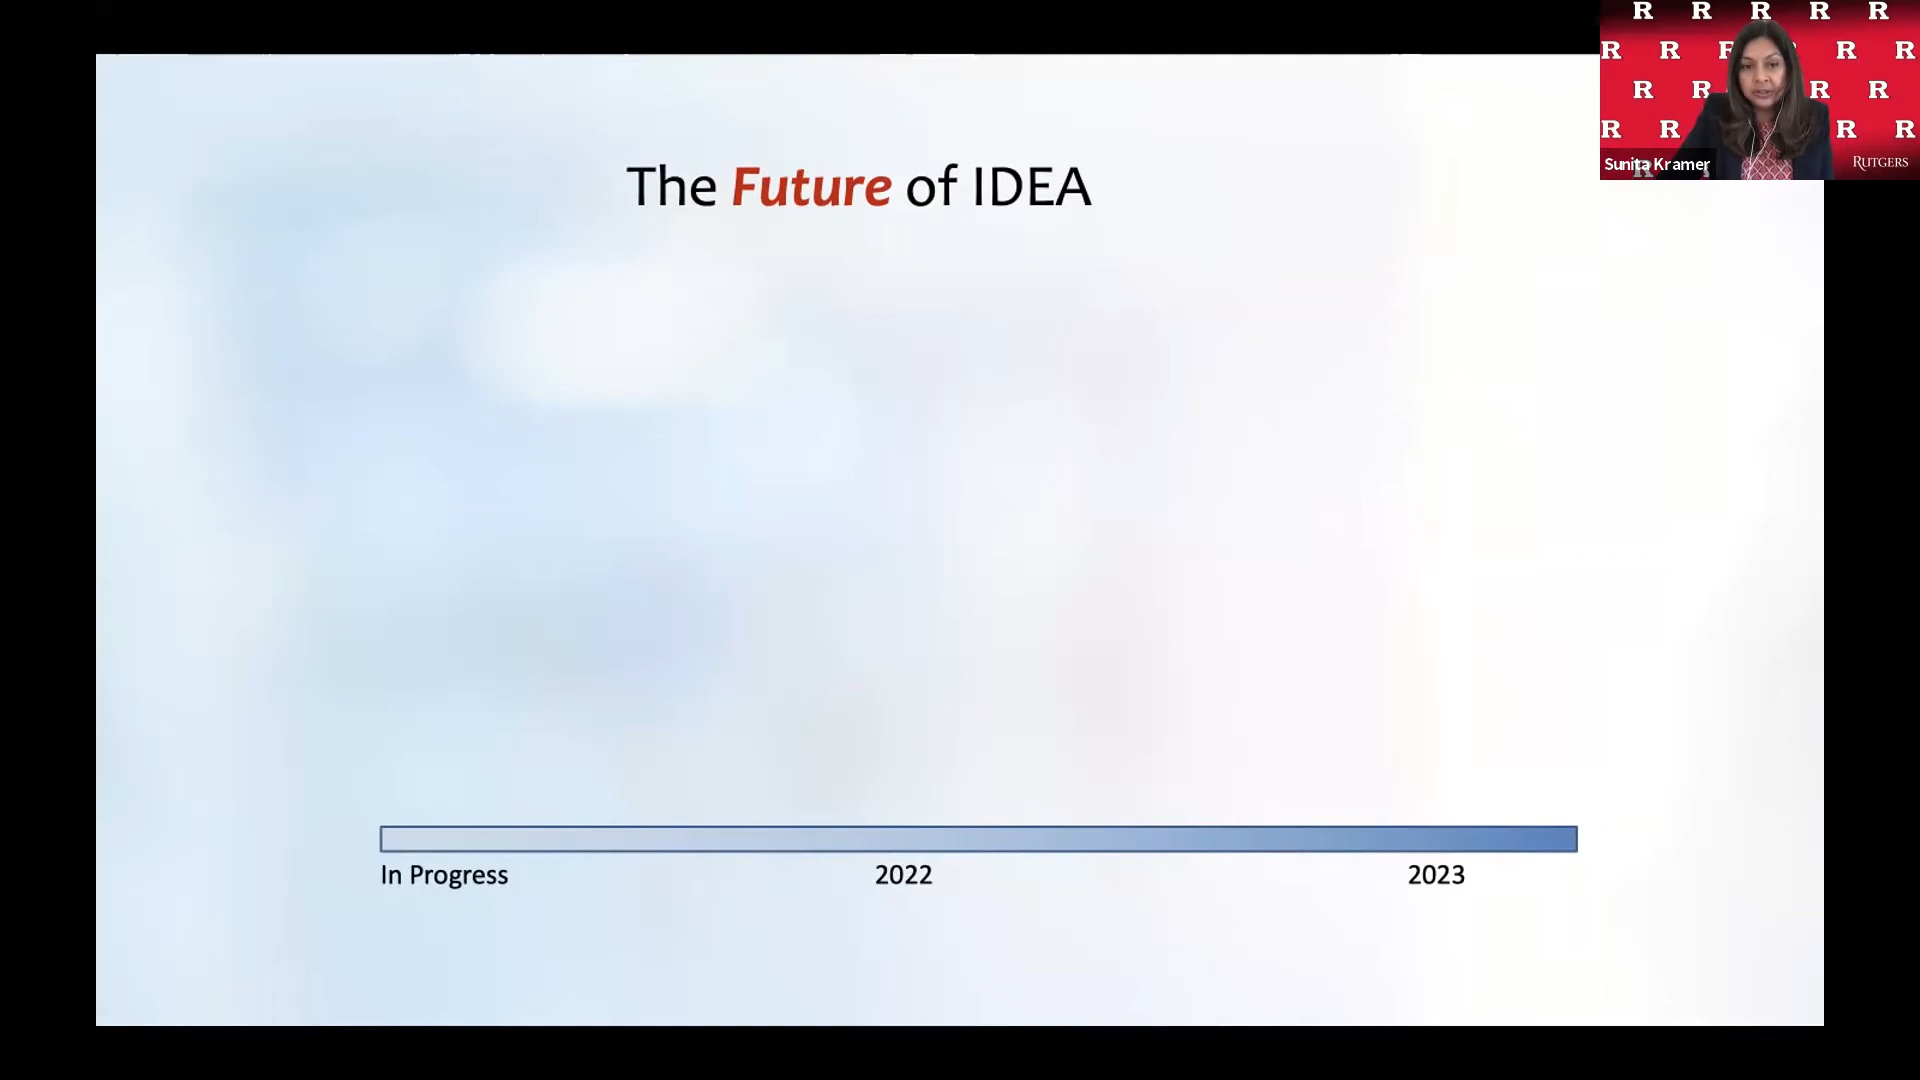 The Future of IDEA
In Progress
2022
2023
R R R R R
R R R R R
R R R R
R R R R R
Sunita Kramer
RUTGERS